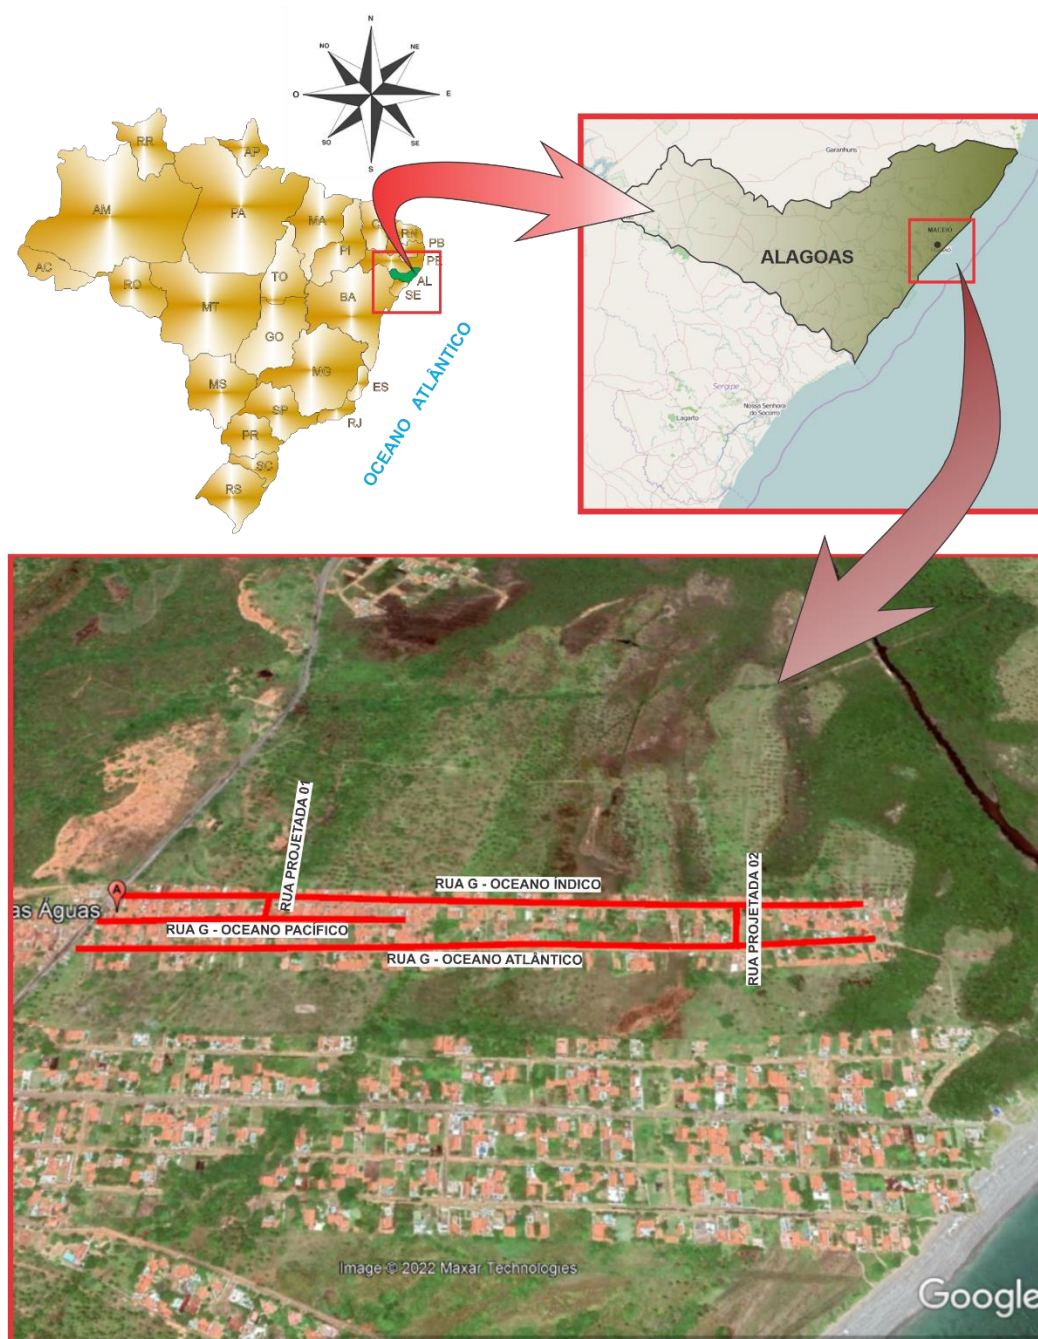 N
NO
NE
O
E
SO
SE
S
RR
AP
AM
PA
MA
RN
PB
PI
PE
AC
TO
AL
RO
SE
BA
MT
GO
MG
MS
ES
SP
RJ
PR
SC
RS
OCEANO ATLÂNTICO
Garanhuns
MACEIÓ
ALAGOAS
Sergipe
Nossa Senhora
do Socorro
Lagarto
RUA PROJETADA 01
RUA G - OCEANO ÍNDICO
RUA PROJETADA 02
A
as Águas
RUA G - OCEANO PACÍFICO
RUA G - OCEANO ATLÂNTICO
Image © 2022 Maxar Technologies
Google